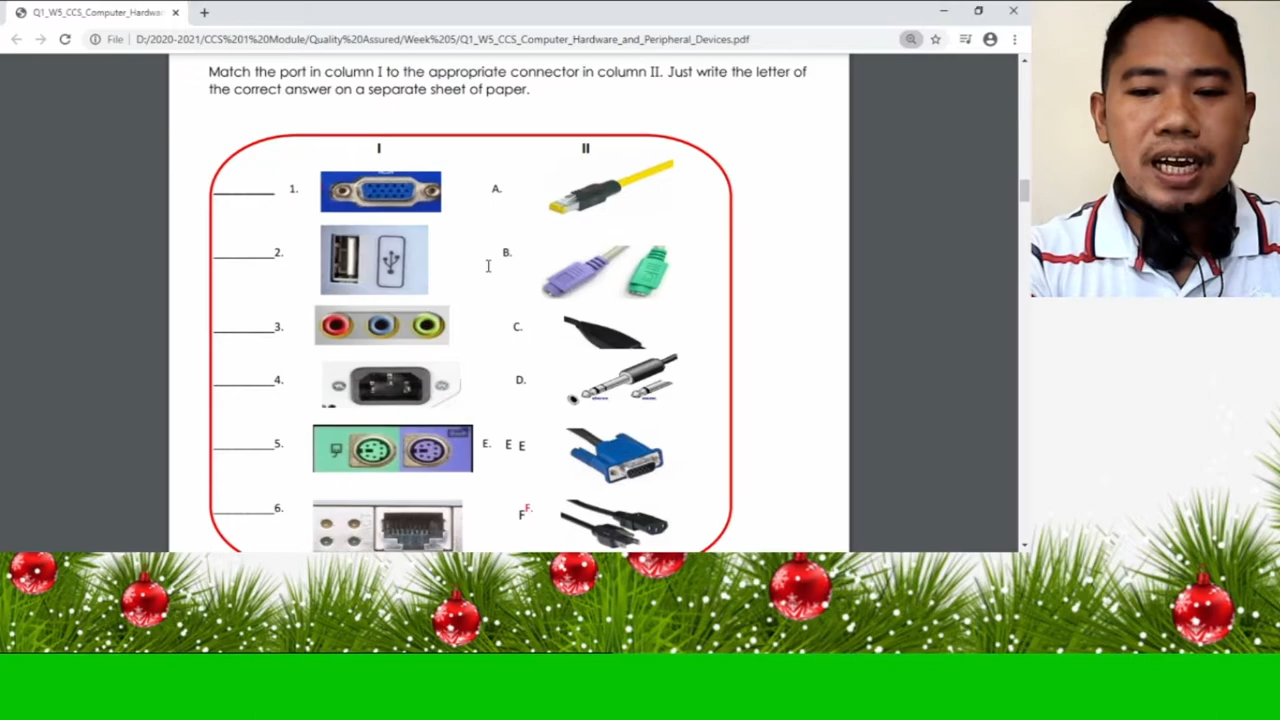 Q1_W5_CCS_Computer_Hardwa
File D:/2020-2021/CCS%201%20Module/Quality%20Assured/Week%205/Q1_W5_CCS_Computer_Hardware_and_Peripheral_Devices.pdf
Match the port in column I to the appropriate connector in column II. Just write the letter of
the correct answer on a separate sheet of paper.
I II
1. A.
2. B.
3. C.
4. D.
5. E. E E
6. F F.